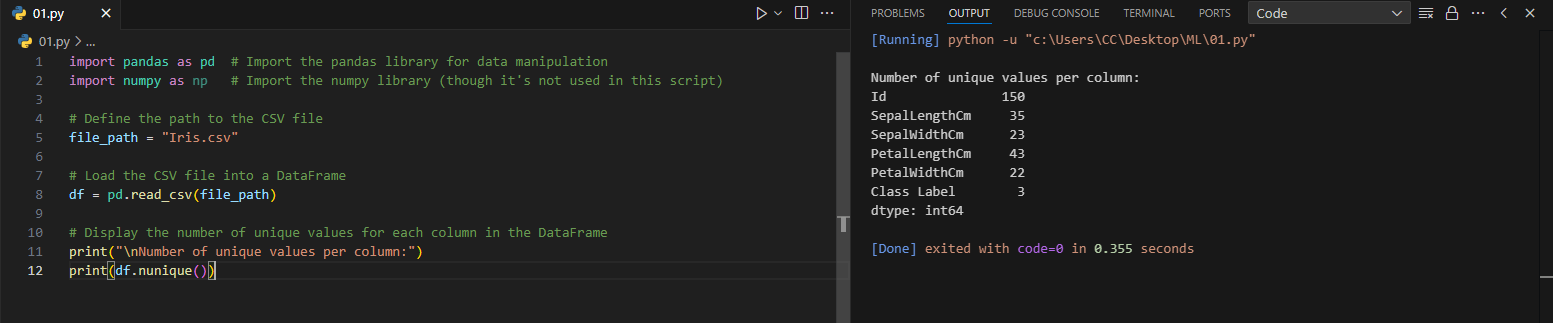 01.py
01.py > ...
1 import pandas as pd  # Import the pandas library for data manipulation
2 import numpy as np   # Import the numpy library (though it's not used in this script)
3
4 # Define the path to the CSV file
5 file_path = "Iris.csv"
6
7 # Load the CSV file into a DataFrame
8 df = pd.read_csv(file_path)
9
10 # Display the number of unique values for each column in the DataFrame
11 print("\nNumber of unique values per column:")
12 print(df.nunique())
PROBLEMS OUTPUT DEBUG CONSOLE TERMINAL PORTS Code
[Running] python -u "c:\Users\CC\Desktop\ML\01.py"
Number of unique values per column:
Id               150
SepalLengthCm     35
SepalWidthCm      23
PetalLengthCm     43
PetalWidthCm      22
Class Label        3
dtype: int64
[Done] exited with code=0 in 0.355 seconds